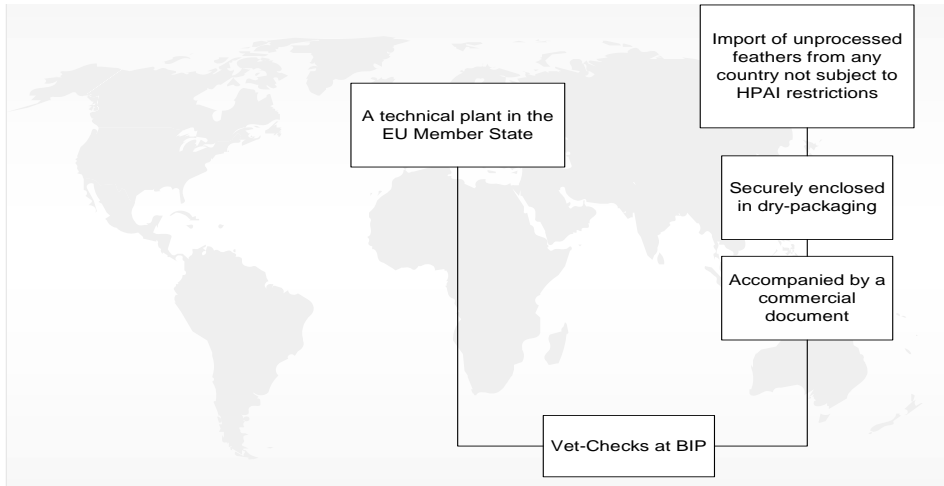 Import of unprocessed
feathers from any
country not subject to
HPAI restrictions
A technical plant in the
EU Member State
Securely enclosed
in dry-packaging
Accompanied by a
commercial
document
Vet-Checks at BIP